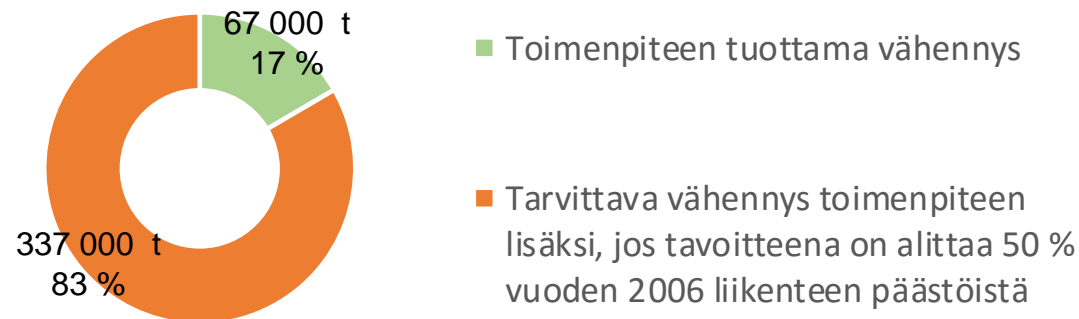 67 000 t
17 %
337 000 t
83 %
Toimenpiteen tuottama vähennys
Tarvittava vähennys toimenpiteen
lisäksi, jos tavoitteena on alittaa 50 %
vuoden 2006 liikenteen päästöistä